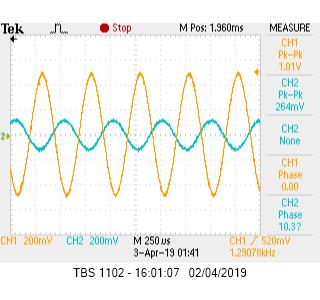 Tek Stop M Pos: 1.960ms MEASURE
CH1
Pk-Pk
1.01V
CH2
Pk-Pk
264mV
CH2
None
CH1
Phase
0.00
CH2
Phase
10.3?
2
CH1 200mV CH2 200mV M 250µs CH1 / 520mV
3-Apr-19 01:41 1.29078kHz
TBS 1102 - 16:01:07 02/04/2019